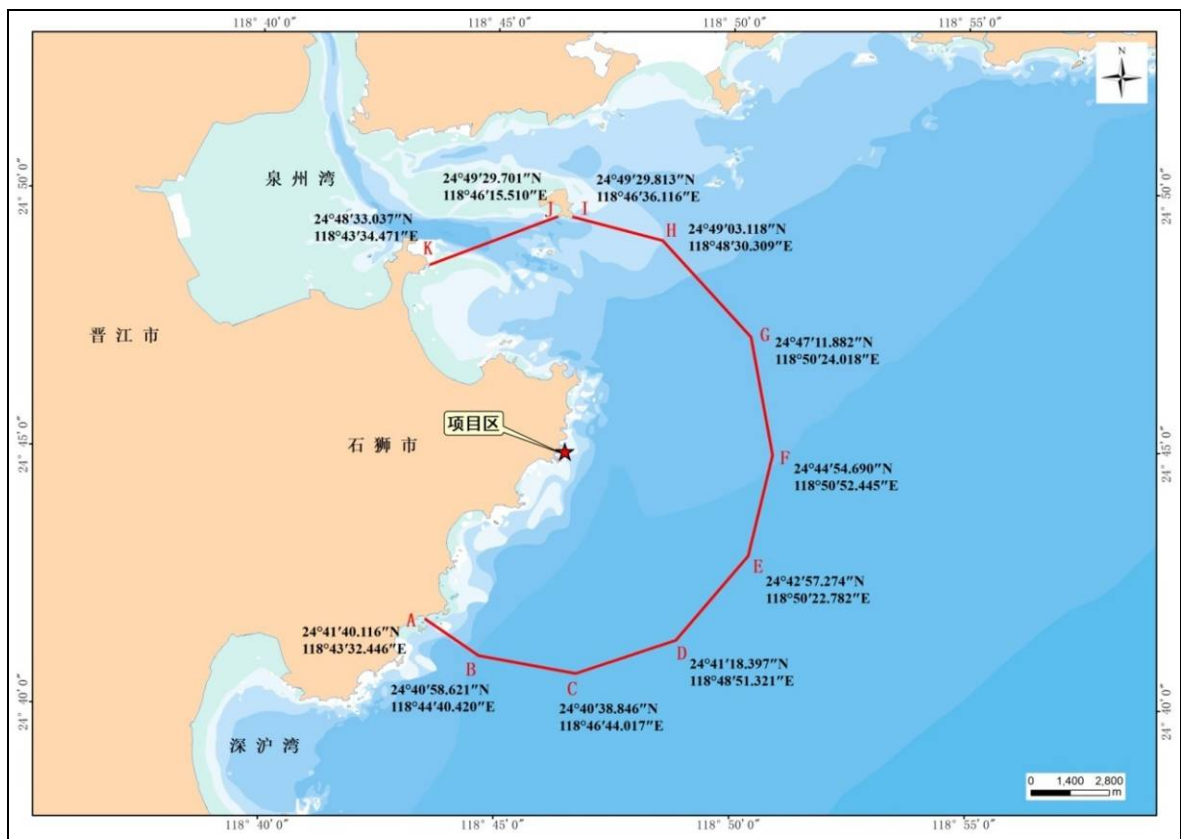 118° 40′ 0″
118° 45′ 0″
118° 50′ 0″
118° 55′ 0″
N
24° 50′ 0″
24° 50′ 0″
泉州湾
24°49′29.701″N
118°46′15.510″E
24°49′29.813″N
118°46′36.116″E
24°48′33.037″N
118°43′34.471″E
J
I
H
24°49′03.118″N
118°48′30.309″E
K
晋江市
G
24°47′11.882″N
118°50′24.018″E
项目区
石狮市
24° 45′ 0″
24° 45′ 0″
F
24°44′54.690″N
118°50′52.445″E
E
24°42′57.274″N
118°50′22.782″E
A
24°41′40.116″N
118°43′32.446″E
B
24°40′58.621″N
118°44′40.420″E
C
24°40′38.846″N
118°46′44.017″E
D
24°41′18.397″N
118°48′51.321″E
24° 40′ 0″
24° 40′ 0″
深沪湾
0 1,400 2,800
m
118° 40′ 0″
118° 45′ 0″
118° 50′ 0″
118° 55′ 0″